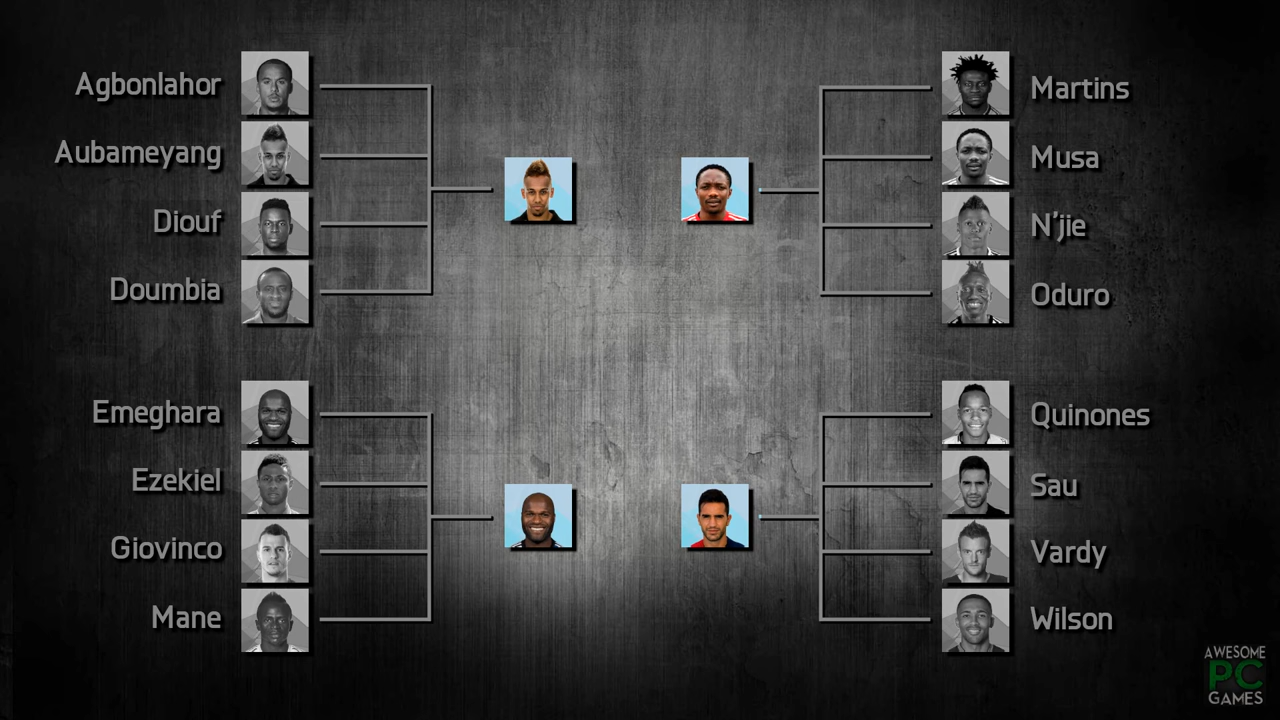 Agbonlahor
Aubameyang
Diouf
Doumbia
Emeghara
Ezekiel
Giovinco
Mane
Martins
Musa
N'jie
Oduro
Quinones
Sau
Vardy
Wilson
AWESOME
PC
GAMES